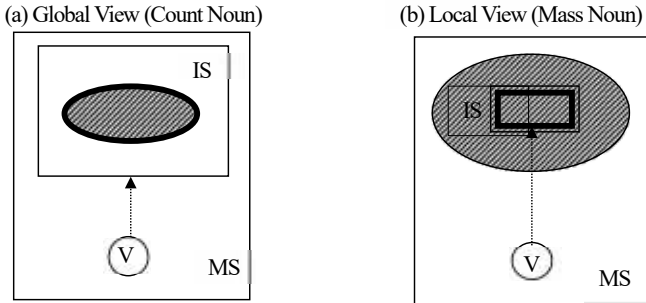 (a) Global View (Count Noun)
(b) Local View (Mass Noun)
IS
IS
V
V
MS
MS